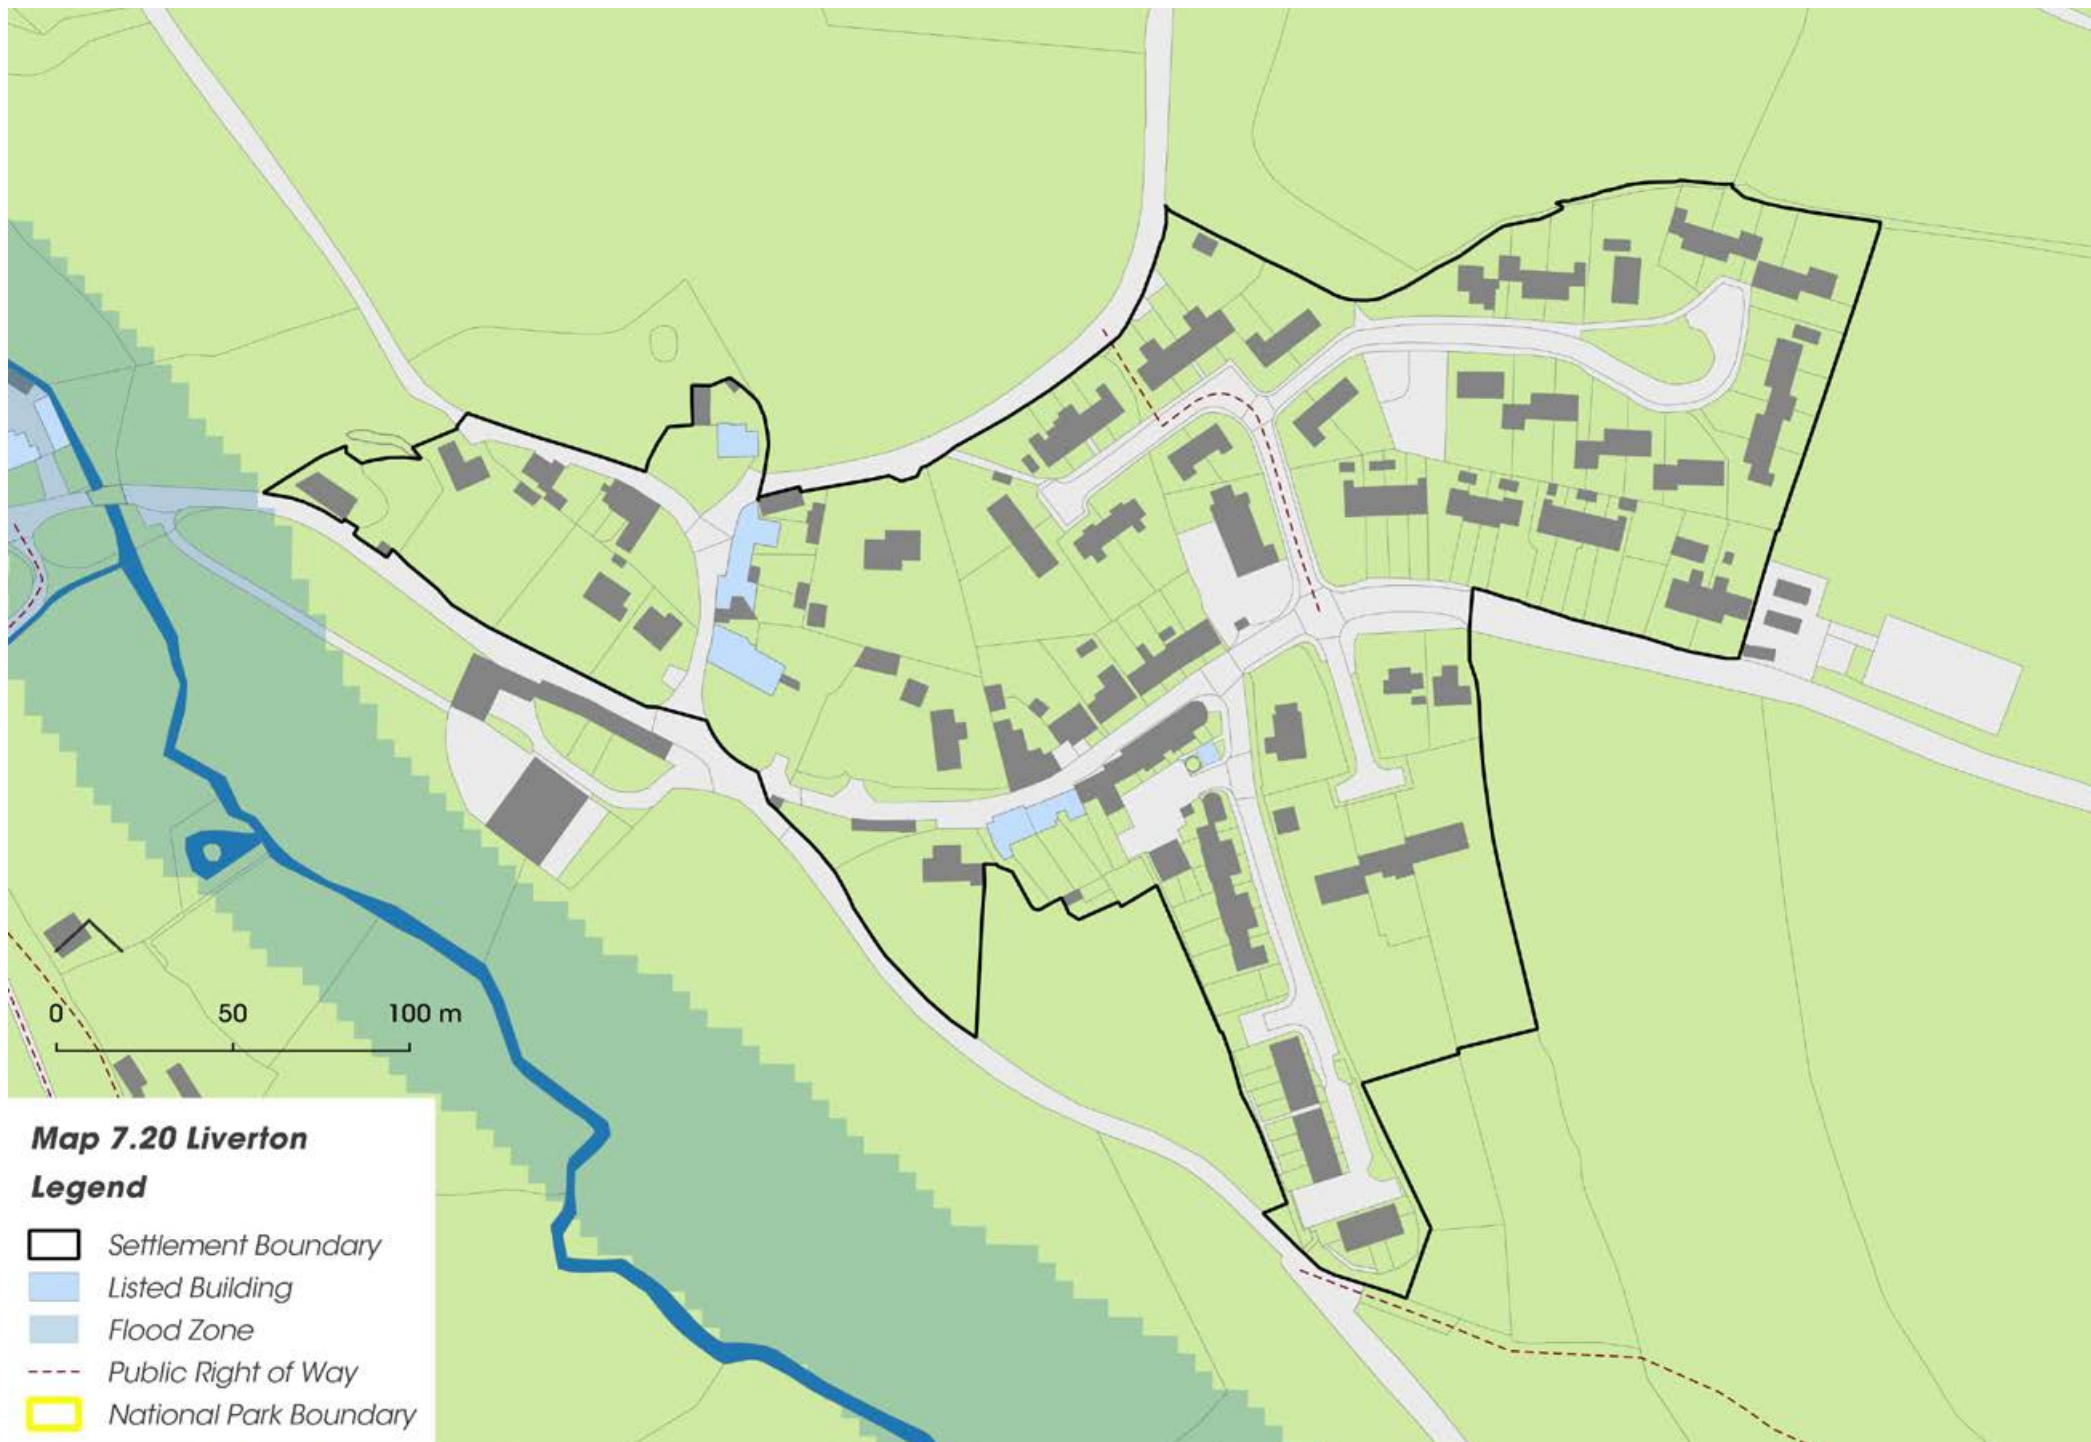 0 50 100 m
Map 7.20 Liverton
Legend
Settlement Boundary
Listed Building
Flood Zone
Public Right of Way
National Park Boundary